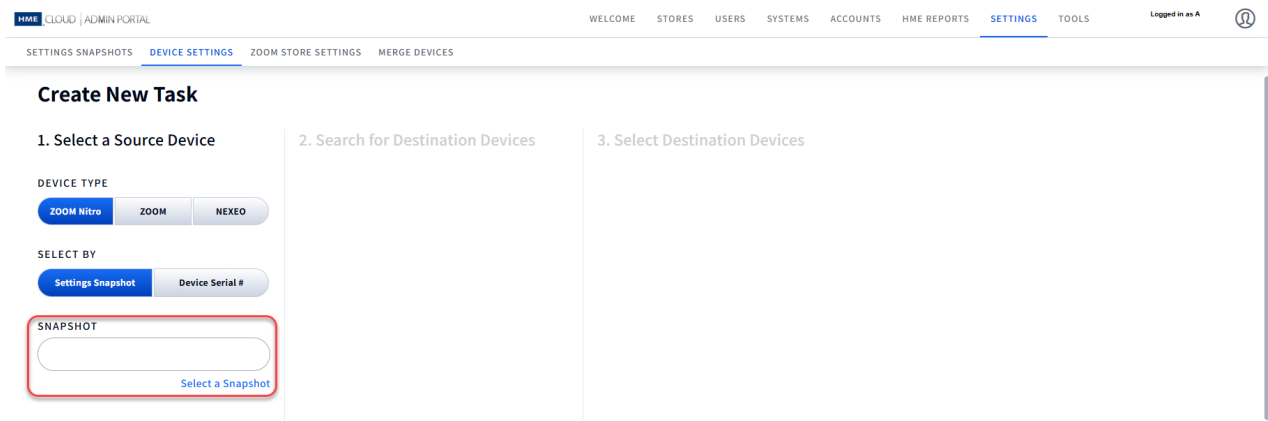 HME CLOUD | ADMIN PORTAL
WELCOME STORES USERS SYSTEMS ACCOUNTS HME REPORTS SETTINGS TOOLS Logged in as A
SETTINGS SNAPSHOTS DEVICE SETTINGS ZOOM STORE SETTINGS MERGE DEVICES
Create New Task
1. Select a Source Device
2. Search for Destination Devices
3. Select Destination Devices
DEVICE TYPE
ZOOM Nitro ZOOM NEXEO
SELECT BY
Settings Snapshot Device Serial #
SNAPSHOT
Select a Snapshot